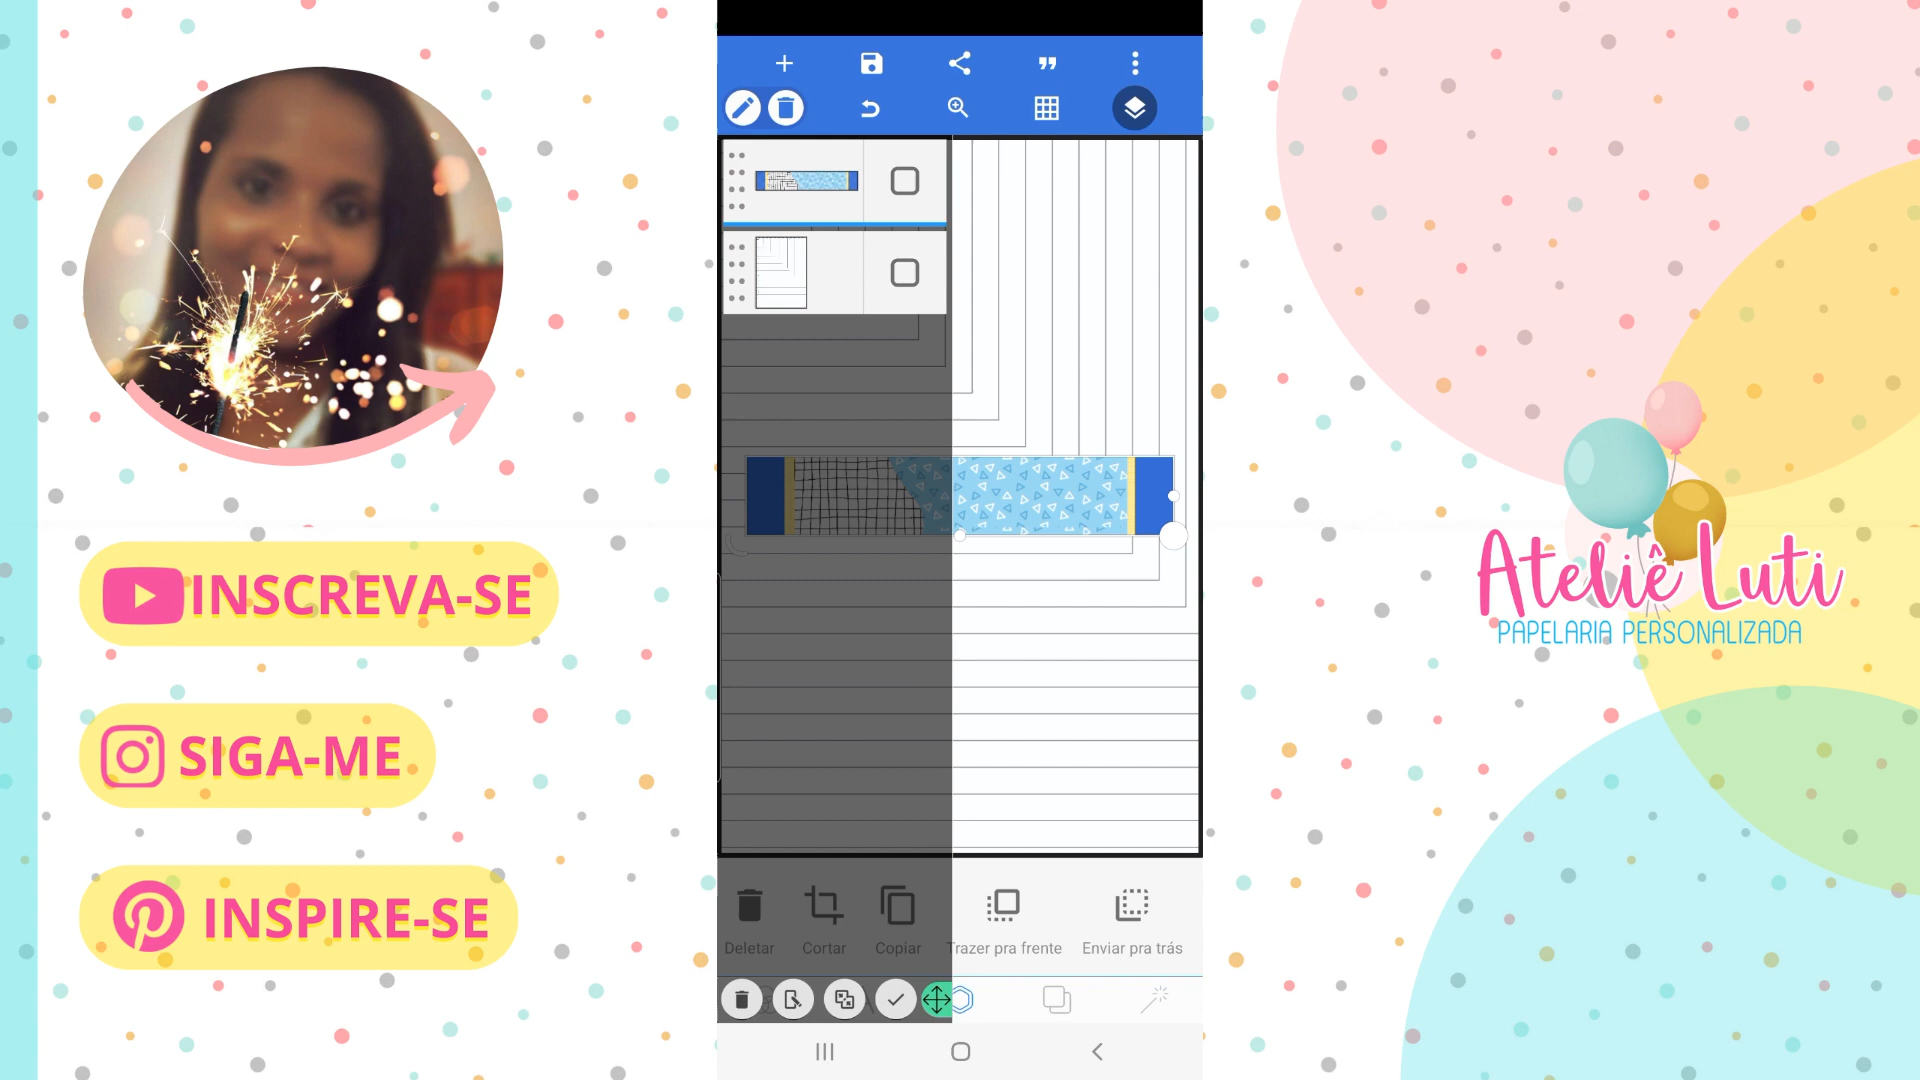 INSCREVA-SE
SIGA-ME
INSPIRE-SE
Deletar
Cortar
Copiar
Trazer pra frente
Enviar pra trás
Ateliê Luti
PAPELARIA PERSONALIZADA